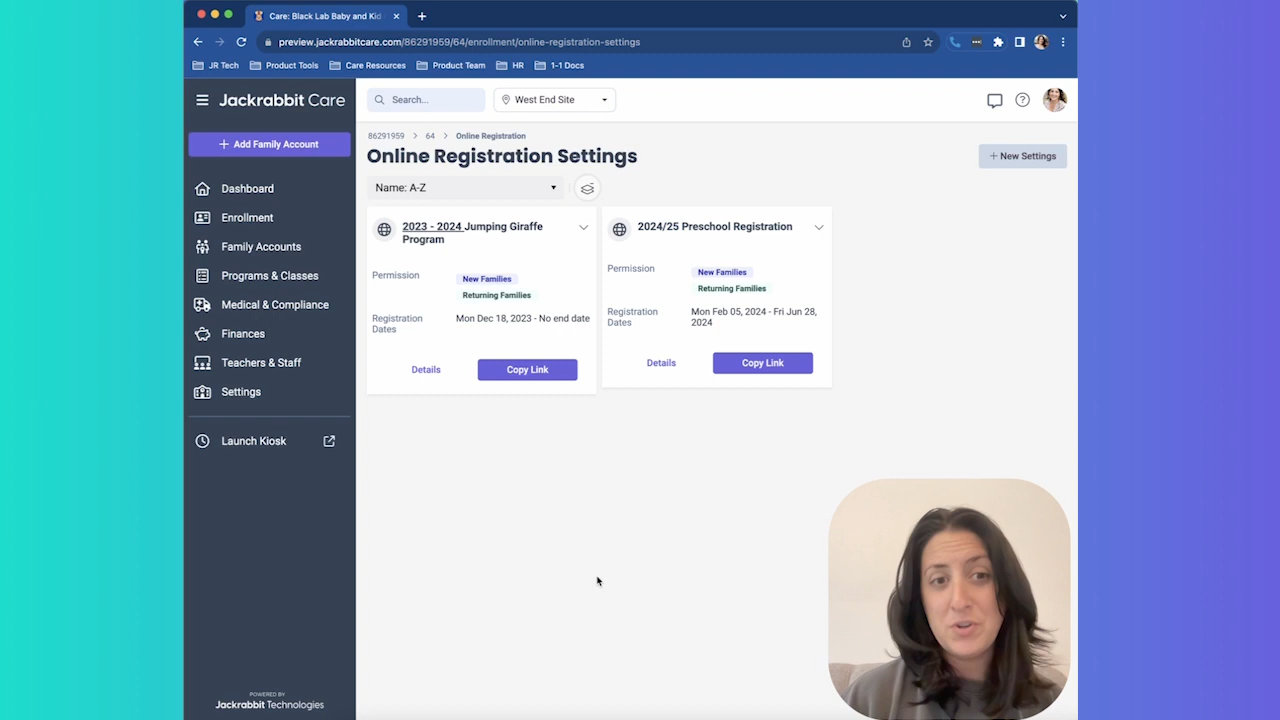 Care: Black Lab Baby and Kid
preview.jackrabbitcare.com/86291959/64/enrollment/online-registration-settings
JR Tech
Product Tools
Care Resources
Product Team
HR
1-1 Docs
Jackrabbit Care
Search...
West End Site
+ Add Family Account
Dashboard
Enrollment
Family Accounts
Programs & Classes
Medical & Compliance
Finances
Teachers & Staff
Settings
Launch Kiosk
POWERED BY
Jackrabbit Technologies
86291959 > 64 > Online Registration
Online Registration Settings
+ New Settings
Name: A-Z
2023 - 2024 Jumping Giraffe
Program
Permission
New Families
Returning Families
Registration
Dates
Mon Dec 18, 2023 - No end date
Details
Copy Link
2024/25 Preschool Registration
Permission
New Families
Returning Families
Registration
Dates
Mon Feb 05, 2024 - Fri Jun 28,
2024
Details
Copy Link